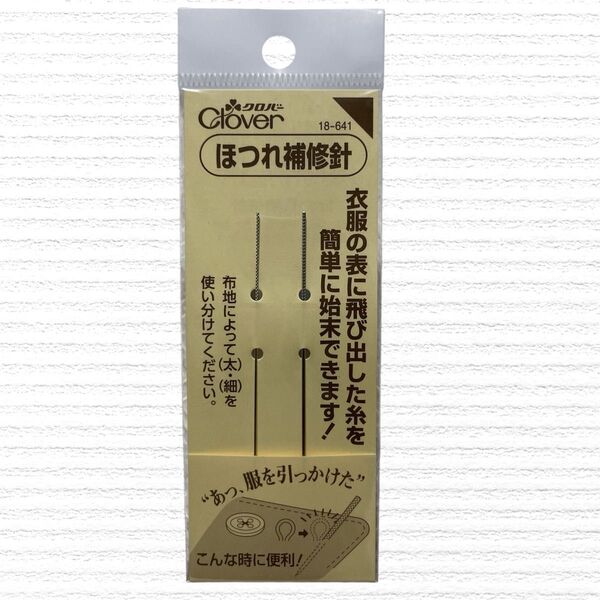 クロバー
Clover
18-641
ほつれ補修針
衣服の表に飛び出した糸を
簡単に始末できます!
布地によって(太)・(細)を
使い分けてください。
“あっ、服を引っかけた”
こんな時に便利!